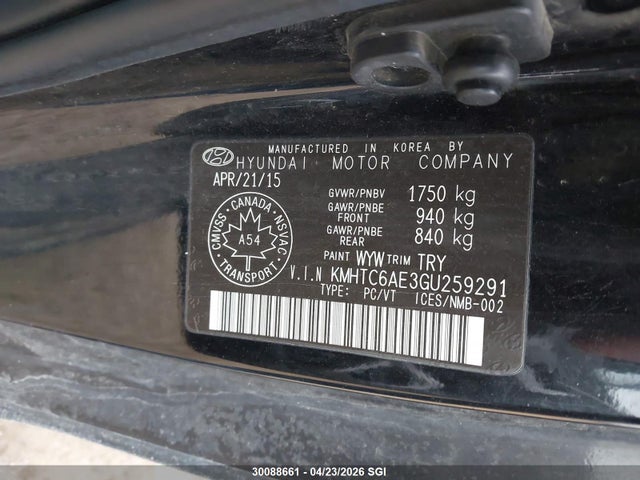 MANUFACTURED IN KOREA BY
HYUNDAI MOTOR COMPANY
APR/21/15
GVWR/PNBV 1750 kg
GAWR/PNBE FRONT 940 kg
GAWR/PNBE REAR 840 kg
CMVSS CANADA NSVAC
A54
TRANSPORT
PAINT WYW TRIM TRY
V.I.N KMHTC6AE3GU259291
TYPE: PC/VT ICES/NMB-002
30088661 - 04/23/2026 SGI